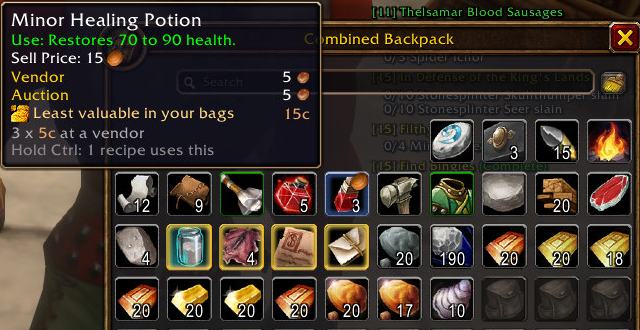 Minor Healing Potion
Use: Restores 70 to 90 health.
Sell Price: 15
Vendor 5
Auction 5
Least valuable in your bags 15c
3 x 5c at a vendor
Hold Ctrl: 1 recipe uses this
[11] Thelsamar Blood Sausages
Combined Backpack
Search
0/3 Spider Ichor
[15] In Defense of the King's Lands
0/10 Stonesplinter Skullthumper slain
0/10 Stonesplinter Seer slain
[15] Filthy
0/4 Mi
[15] Find Bingles (Complete)
3 15
12 9 5 3 20
4 4 20 190 20 20 18
20 20 20 20 17 10